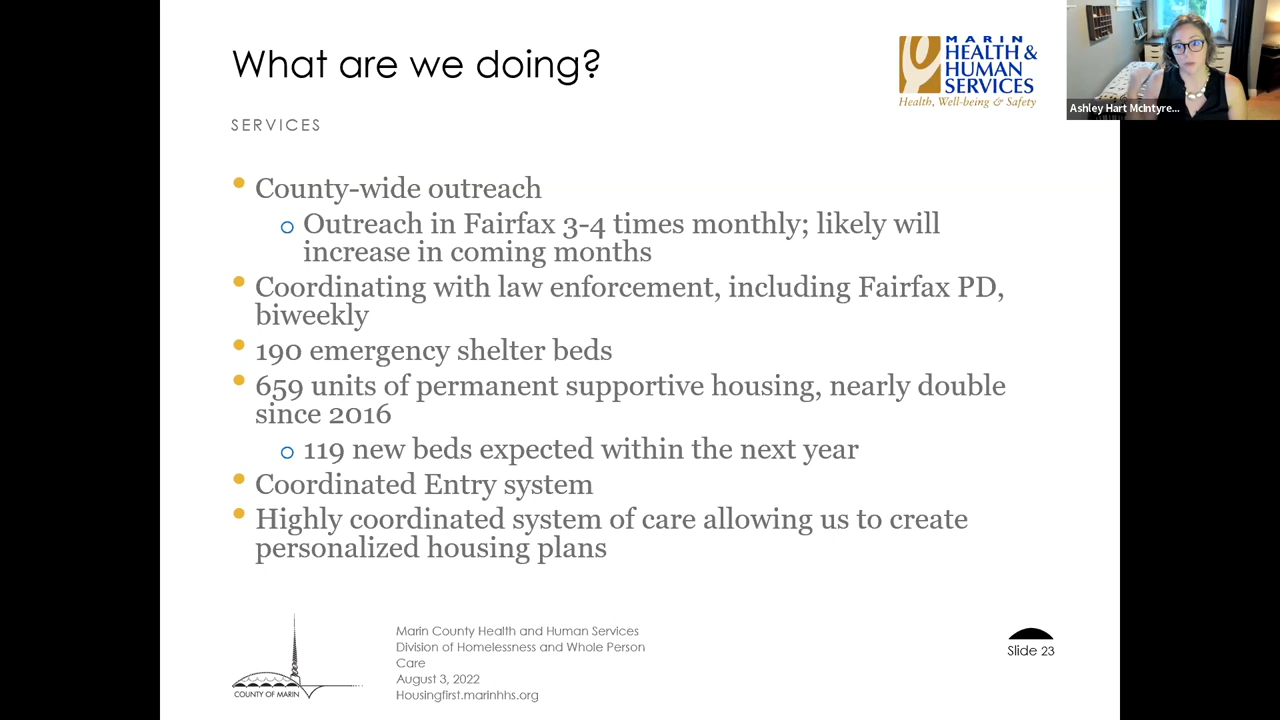 What are we doing?
MARIN
HEALTH &
HUMAN
SERVICES
Health, Well-being & Safety
Ashley Hart McIntyre...
SERVICES
County-wide outreach
Outreach in Fairfax 3-4 times monthly; likely will
increase in coming months
Coordinating with law enforcement, including Fairfax PD,
biweekly
190 emergency shelter beds
659 units of permanent supportive housing, nearly double
since 2016
119 new beds expected within the next year
Coordinated Entry system
Highly coordinated system of care allowing us to create
personalized housing plans
COUNTY OF MARIN
Marin County Health and Human Services
Division of Homelessness and Whole Person
Care
August 3, 2022
Housingfirst.marinhhs.org
Slide 23